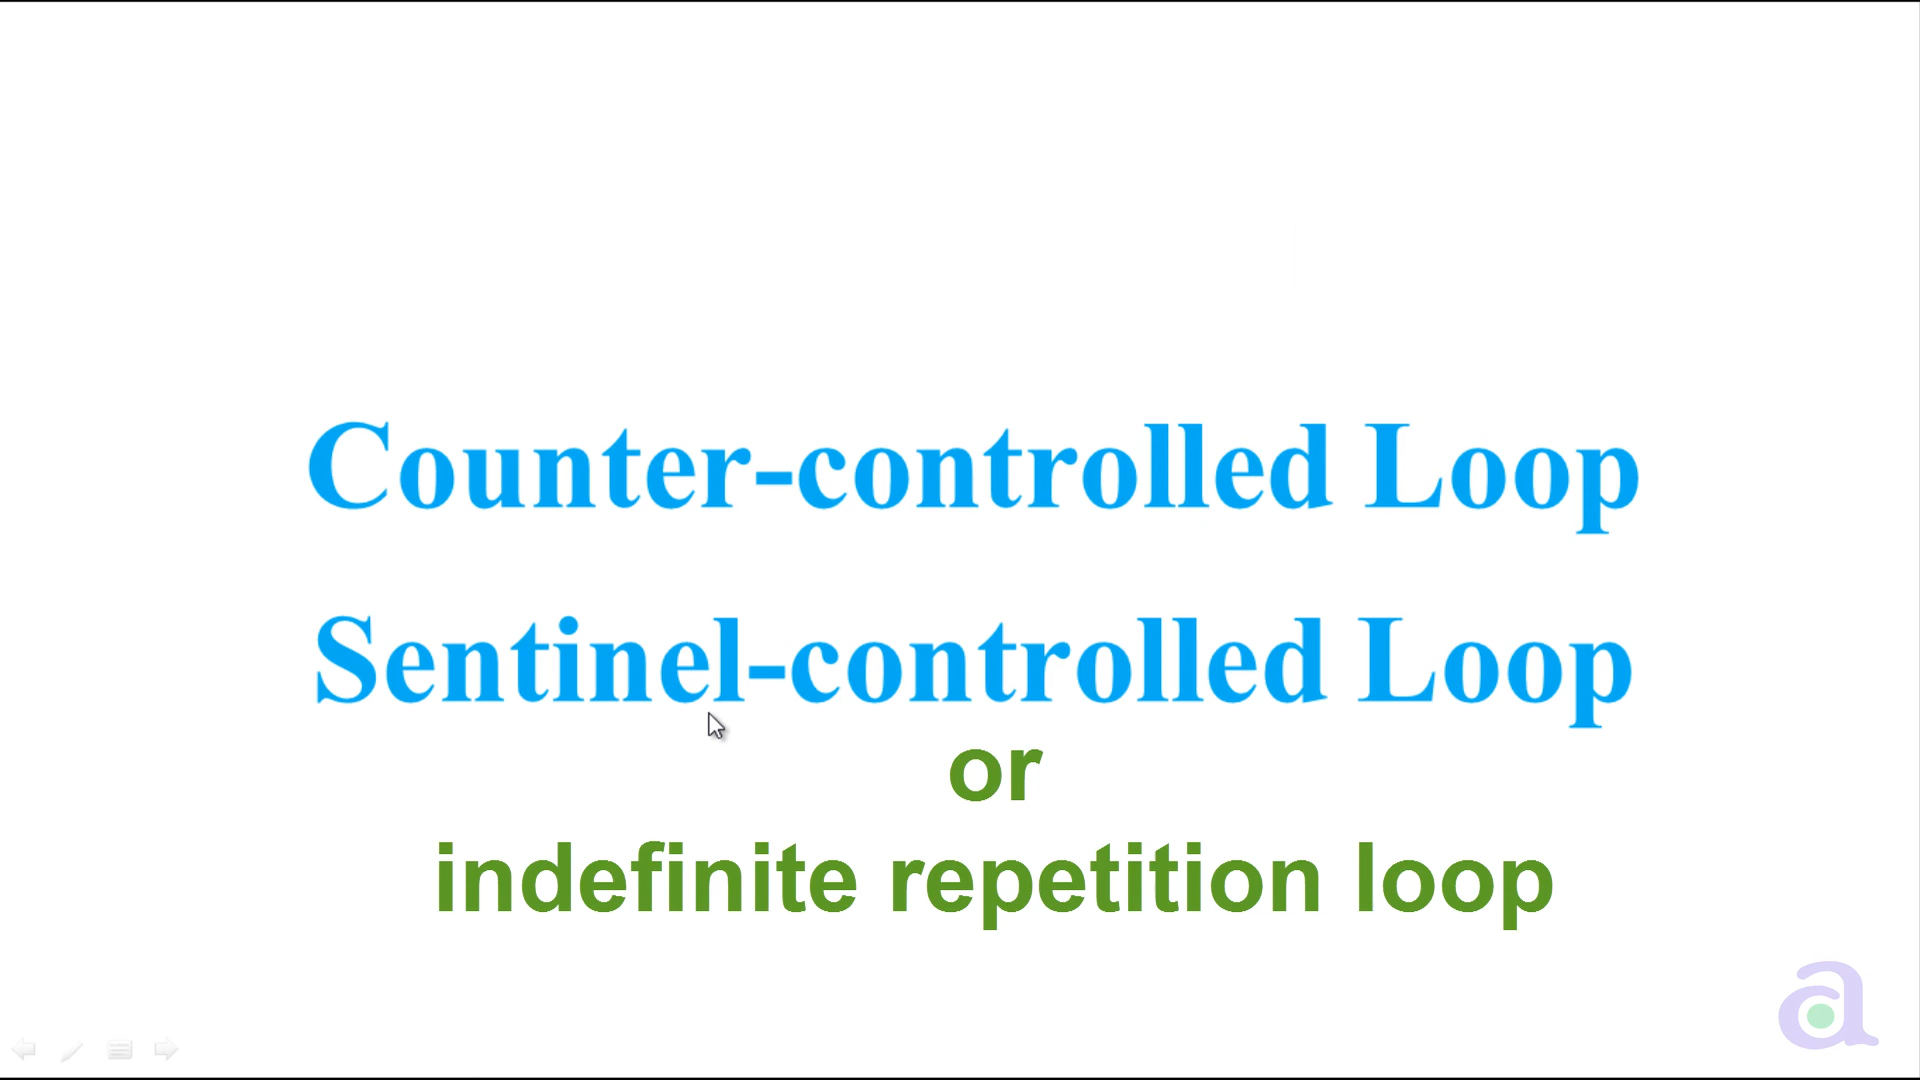 Counter-controlled Loop
Sentinel-controlled Loop
or
indefinite repetition loop
a